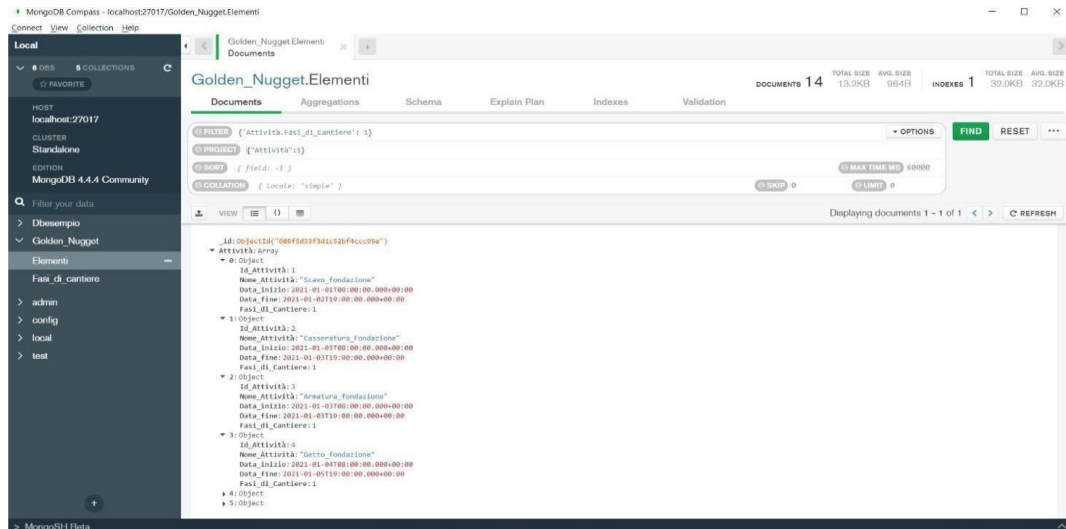 MongoDB Compass - localhost:27017/Golden_Nugget.Elementi
Connect View Collection Help
Local
6 DBS 5 COLLECTIONS
FAVORITE
HOST
localhost:27017
CLUSTER
Standalone
EDITION
MongoDB 4.4.4 Community
Filter your data
Dbesempio
Golden_Nugget
Elementi
Fasi_di_cantiere
admin
config
local
test
> MongoSH Beta
Golden_Nugget.Elementi
Documents
Golden_Nugget.Elementi
DOCUMENTS 14 TOTAL SIZE 13.2KB AVG. SIZE 964B INDEXES 1 TOTAL SIZE 32.0KB AVG. SIZE 32.0KB
Documents Aggregations Schema Explain Plan Indexes Validation
FILTER {'Attività.Fasi_di_Cantiere': 1} OPTIONS FIND RESET ...
PROJECT {"Attività":1}
SORT { field: -1 } MAX TIME MS 60000
COLLATION { locale: 'simple' } SKIP 0 LIMIT 0
VIEW {} Displaying documents 1 - 1 of 1 < > REFRESH
Attività: Array
0: Object
Id_Attività: 1
Nome_Attività: "Scavo_fondazione"
Data_inizio: 2021-01-01T08:00:00.000+00:00
Data_fine: 2021-01-02T19:00:00.000+00:00
Fasi_di_Cantiere: 1
1: Object
Id_Attività: 2
Nome_Attività: "Casseratura_Fondazione"
Data_inizio: 2021-01-03T08:00:00.000+00:00
Data_fine: 2021-01-03T19:00:00.000+00:00
Fasi_di_Cantiere: 1
2: Object
Id_Attività: 3
Nome_Attività: "Armatura_fondazione"
Data_inizio: 2021-01-03T08:00:00.000+00:00
Data_fine: 2021-01-03T19:00:00.000+00:00
Fasi_di_Cantiere: 1
3: Object
Id_Attività: 4
Nome_Attività: "Getto_fondazione"
Data_inizio: 2021-01-04T08:00:00.000+00:00
Data_fine: 2021-01-05T19:00:00.000+00:00
Fasi_di_Cantiere: 1
4: Object
5: Object